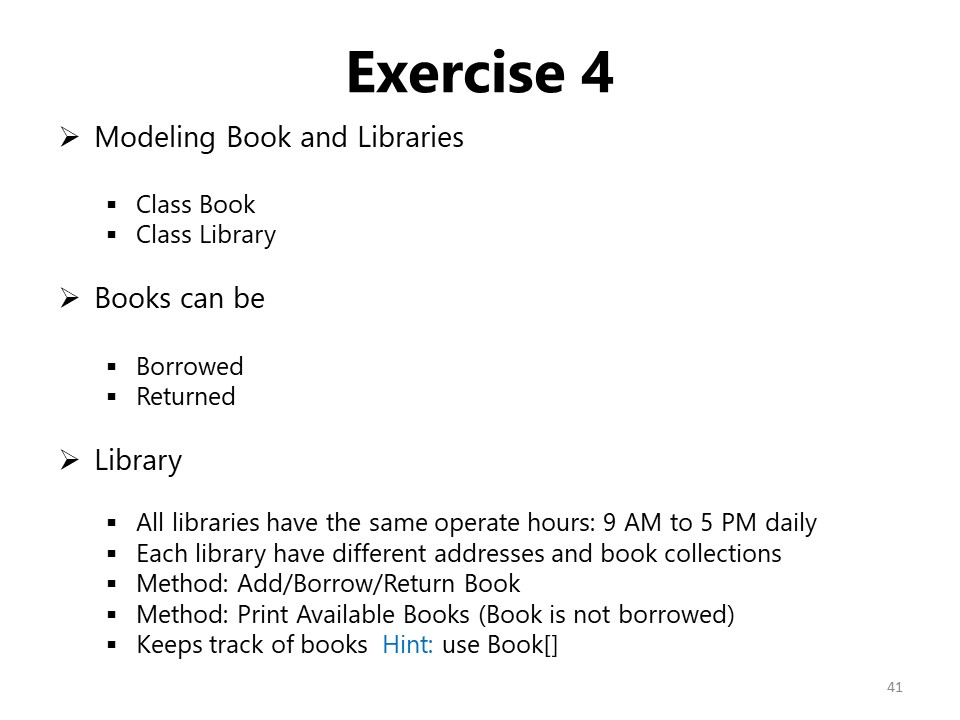 Exercise 4
➢ Modeling Book and Libraries
▪ Class Book
▪ Class Library
➢ Books can be
▪ Borrowed
▪ Returned
➢ Library
▪ All libraries have the same operate hours: 9 AM to 5 PM daily
▪ Each library have different addresses and book collections
▪ Method: Add/Borrow/Return Book
▪ Method: Print Available Books (Book is not borrowed)
▪ Keeps track of books Hint: use Book[]
41